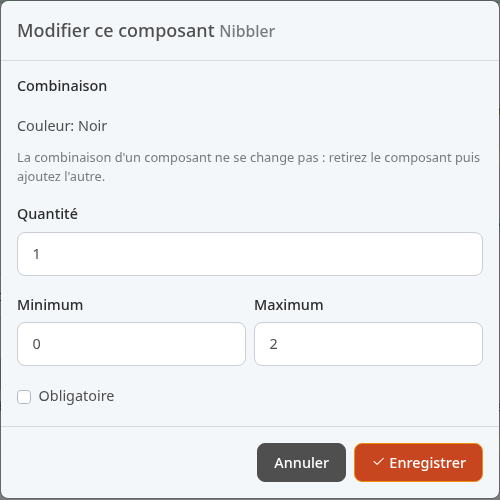 Modifier ce composant Nibbler
Combinaison
Couleur: Noir
La combinaison d'un composant ne se change pas : retirez le composant puis
ajoutez l'autre.
Quantité
1
Minimum
Maximum
0
2
Obligatoire
Annuler
Enregistrer